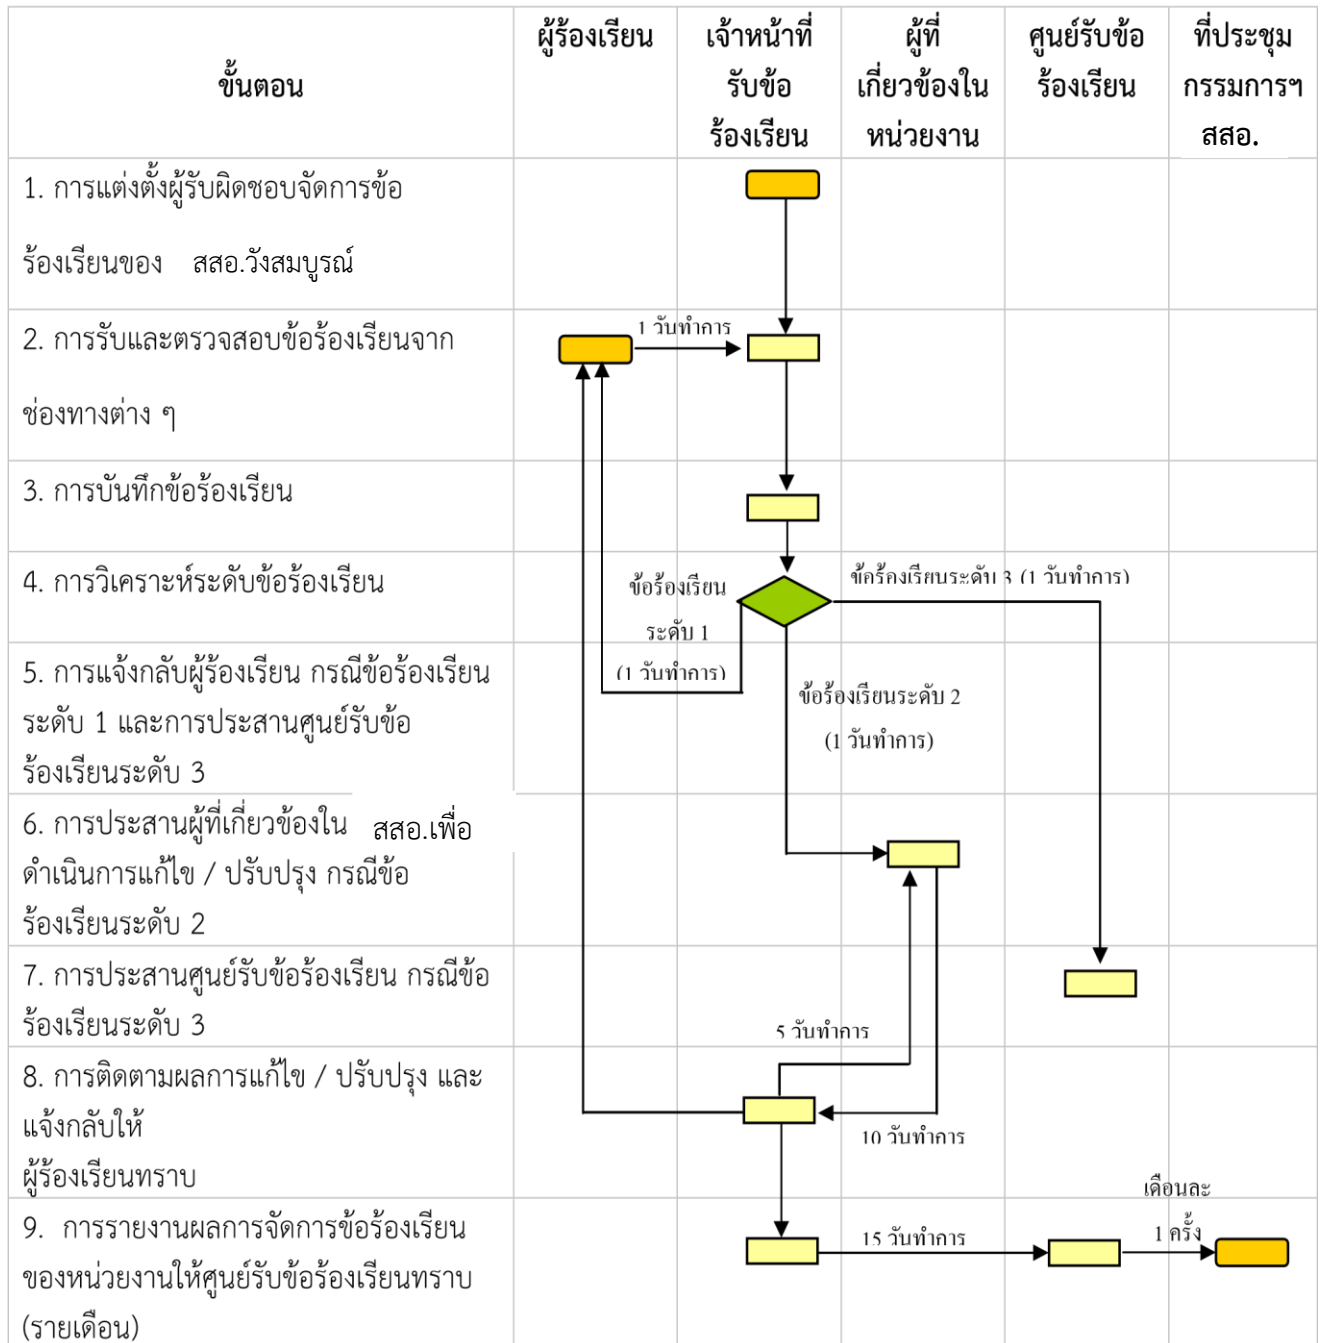 ขั้นตอน
ผู้ร้องเรียน
เจ้าหน้าที่
รับข้อ
ร้องเรียน
ผู้ที่
เกี่ยวข้องใน
หน่วยงาน
ศูนย์รับข้อ
ร้องเรียน
ที่ประชุม
กรรมการฯ
สสอ.
1. การแต่งตั้งผู้รับผิดชอบจัดการข้อ
ร้องเรียนของ สสอ.วังสมบูรณ์
2. การรับและตรวจสอบข้อร้องเรียนจาก
ช่องทางต่าง ๆ
1 วันทำการ
3. การบันทึกข้อร้องเรียน
4. การวิเคราะห์ระดับข้อร้องเรียน
ข้อร้องเรียน
ระดับ 1
(1 วันทำการ)
ข้อร้องเรียนระดับ 3 (1 วันทำการ)
5. การแจ้งกลับผู้ร้องเรียน กรณีข้อร้องเรียน
ระดับ 1 และการประสานศูนย์รับข้อ
ร้องเรียนระดับ 3
ข้อร้องเรียนระดับ 2
(1 วันทำการ)
6. การประสานผู้ที่เกี่ยวข้องใน สสอ.เพื่อ
ดำเนินการแก้ไข / ปรับปรุง กรณีข้อ
ร้องเรียนระดับ 2
7. การประสานศูนย์รับข้อร้องเรียน กรณีข้อ
ร้องเรียนระดับ 3
5 วันทำการ
8. การติดตามผลการแก้ไข / ปรับปรุง และ
แจ้งกลับให้
ผู้ร้องเรียนทราบ
10 วันทำการ
9. การรายงานผลการจัดการข้อร้องเรียน
ของหน่วยงานให้ศูนย์รับข้อร้องเรียนทราบ
(รายเดือน)
15 วันทำการ
เดือนละ
1 ครั้ง